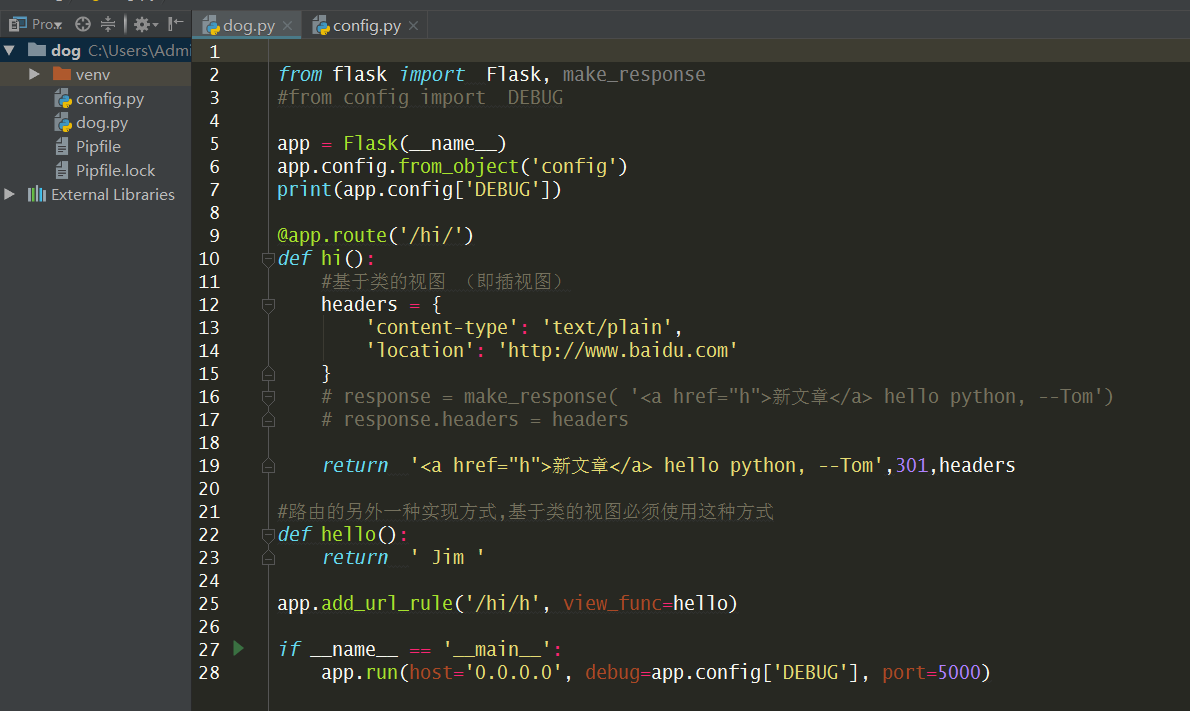 Pro...
dog.py
config.py
dog C:\Users\Admi
venv
config.py
dog.py
Pipfile
Pipfile.lock
External Libraries
1
2 from flask import  Flask, make_response
3 #from config import  DEBUG
4
5 app = Flask(__name__)
6 app.config.from_object('config')
7 print(app.config['DEBUG'])
8
9 @app.route('/hi/')
10 def hi():
11     #基于类的视图 （即插视图）
12     headers = {
13         'content-type': 'text/plain',
14         'location': 'http://www.baidu.com'
15     }
16     # response = make_response( '<a href="h">新文章</a> hello python, --Tom')
17     # response.headers = headers
18
19     return  '<a href="h">新文章</a> hello python, --Tom',301,headers
20
21 #路由的另外一种实现方式,基于类的视图必须使用这种方式
22 def hello():
23     return  ' Jim '
24
25 app.add_url_rule('/hi/h', view_func=hello)
26
27 if __name__ == '__main__':
28     app.run(host='0.0.0.0', debug=app.config['DEBUG'], port=5000)